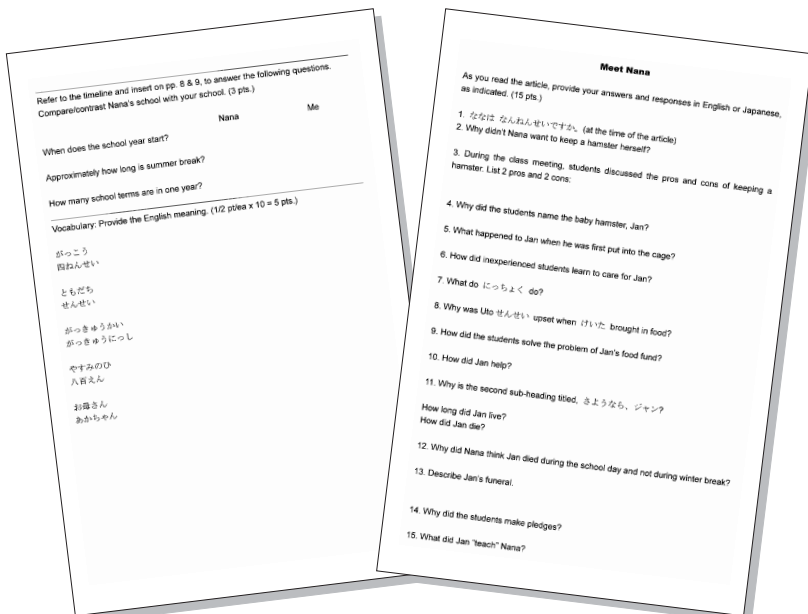 Refer to the timeline and insert on pp. 8 & 9, to answer the following questions.
Compare/contrast Nana's school with your school. (3 pts.)
Nana Me
When does the school year start?
Approximately how long is summer break?
How many school terms are in one year?
Vocabulary: Provide the English meaning. (1/2 pt/ea x 10 = 5 pts.)
がっこう
四ねんせい
ともだち
せんせい
がっきゅうかい
がっきゅうにっし
やすみのひ
八百えん
お母さん
あかちゃん
Meet Nana
As you read the article, provide your answers and responses in English or Japanese,
as indicated. (15 pts.)
1. ななは なんねんせいですか。(at the time of the article)
2. Why didn't Nana want to keep a hamster herself?
3. During the class meeting, students discussed the pros and cons of keeping a
hamster. List 2 pros and 2 cons:
4. Why did the students name the baby hamster, Jan?
5. What happened to Jan when he was first put into the cage?
6. How did inexperienced students learn to care for Jan?
7. What do にっちょく do?
8. Why was Uto せんせい upset when けいた brought in food?
9. How did the students solve the problem of Jan's food fund?
10. How did Jan help?
11. Why is the second sub-heading titled, さようなら、ジャン?
How long did Jan live?
How did Jan die?
12. Why did Nana think Jan died during the school day and not during winter break?
13. Describe Jan's funeral.
14. Why did the students make pledges?
15. What did Jan "teach" Nana?